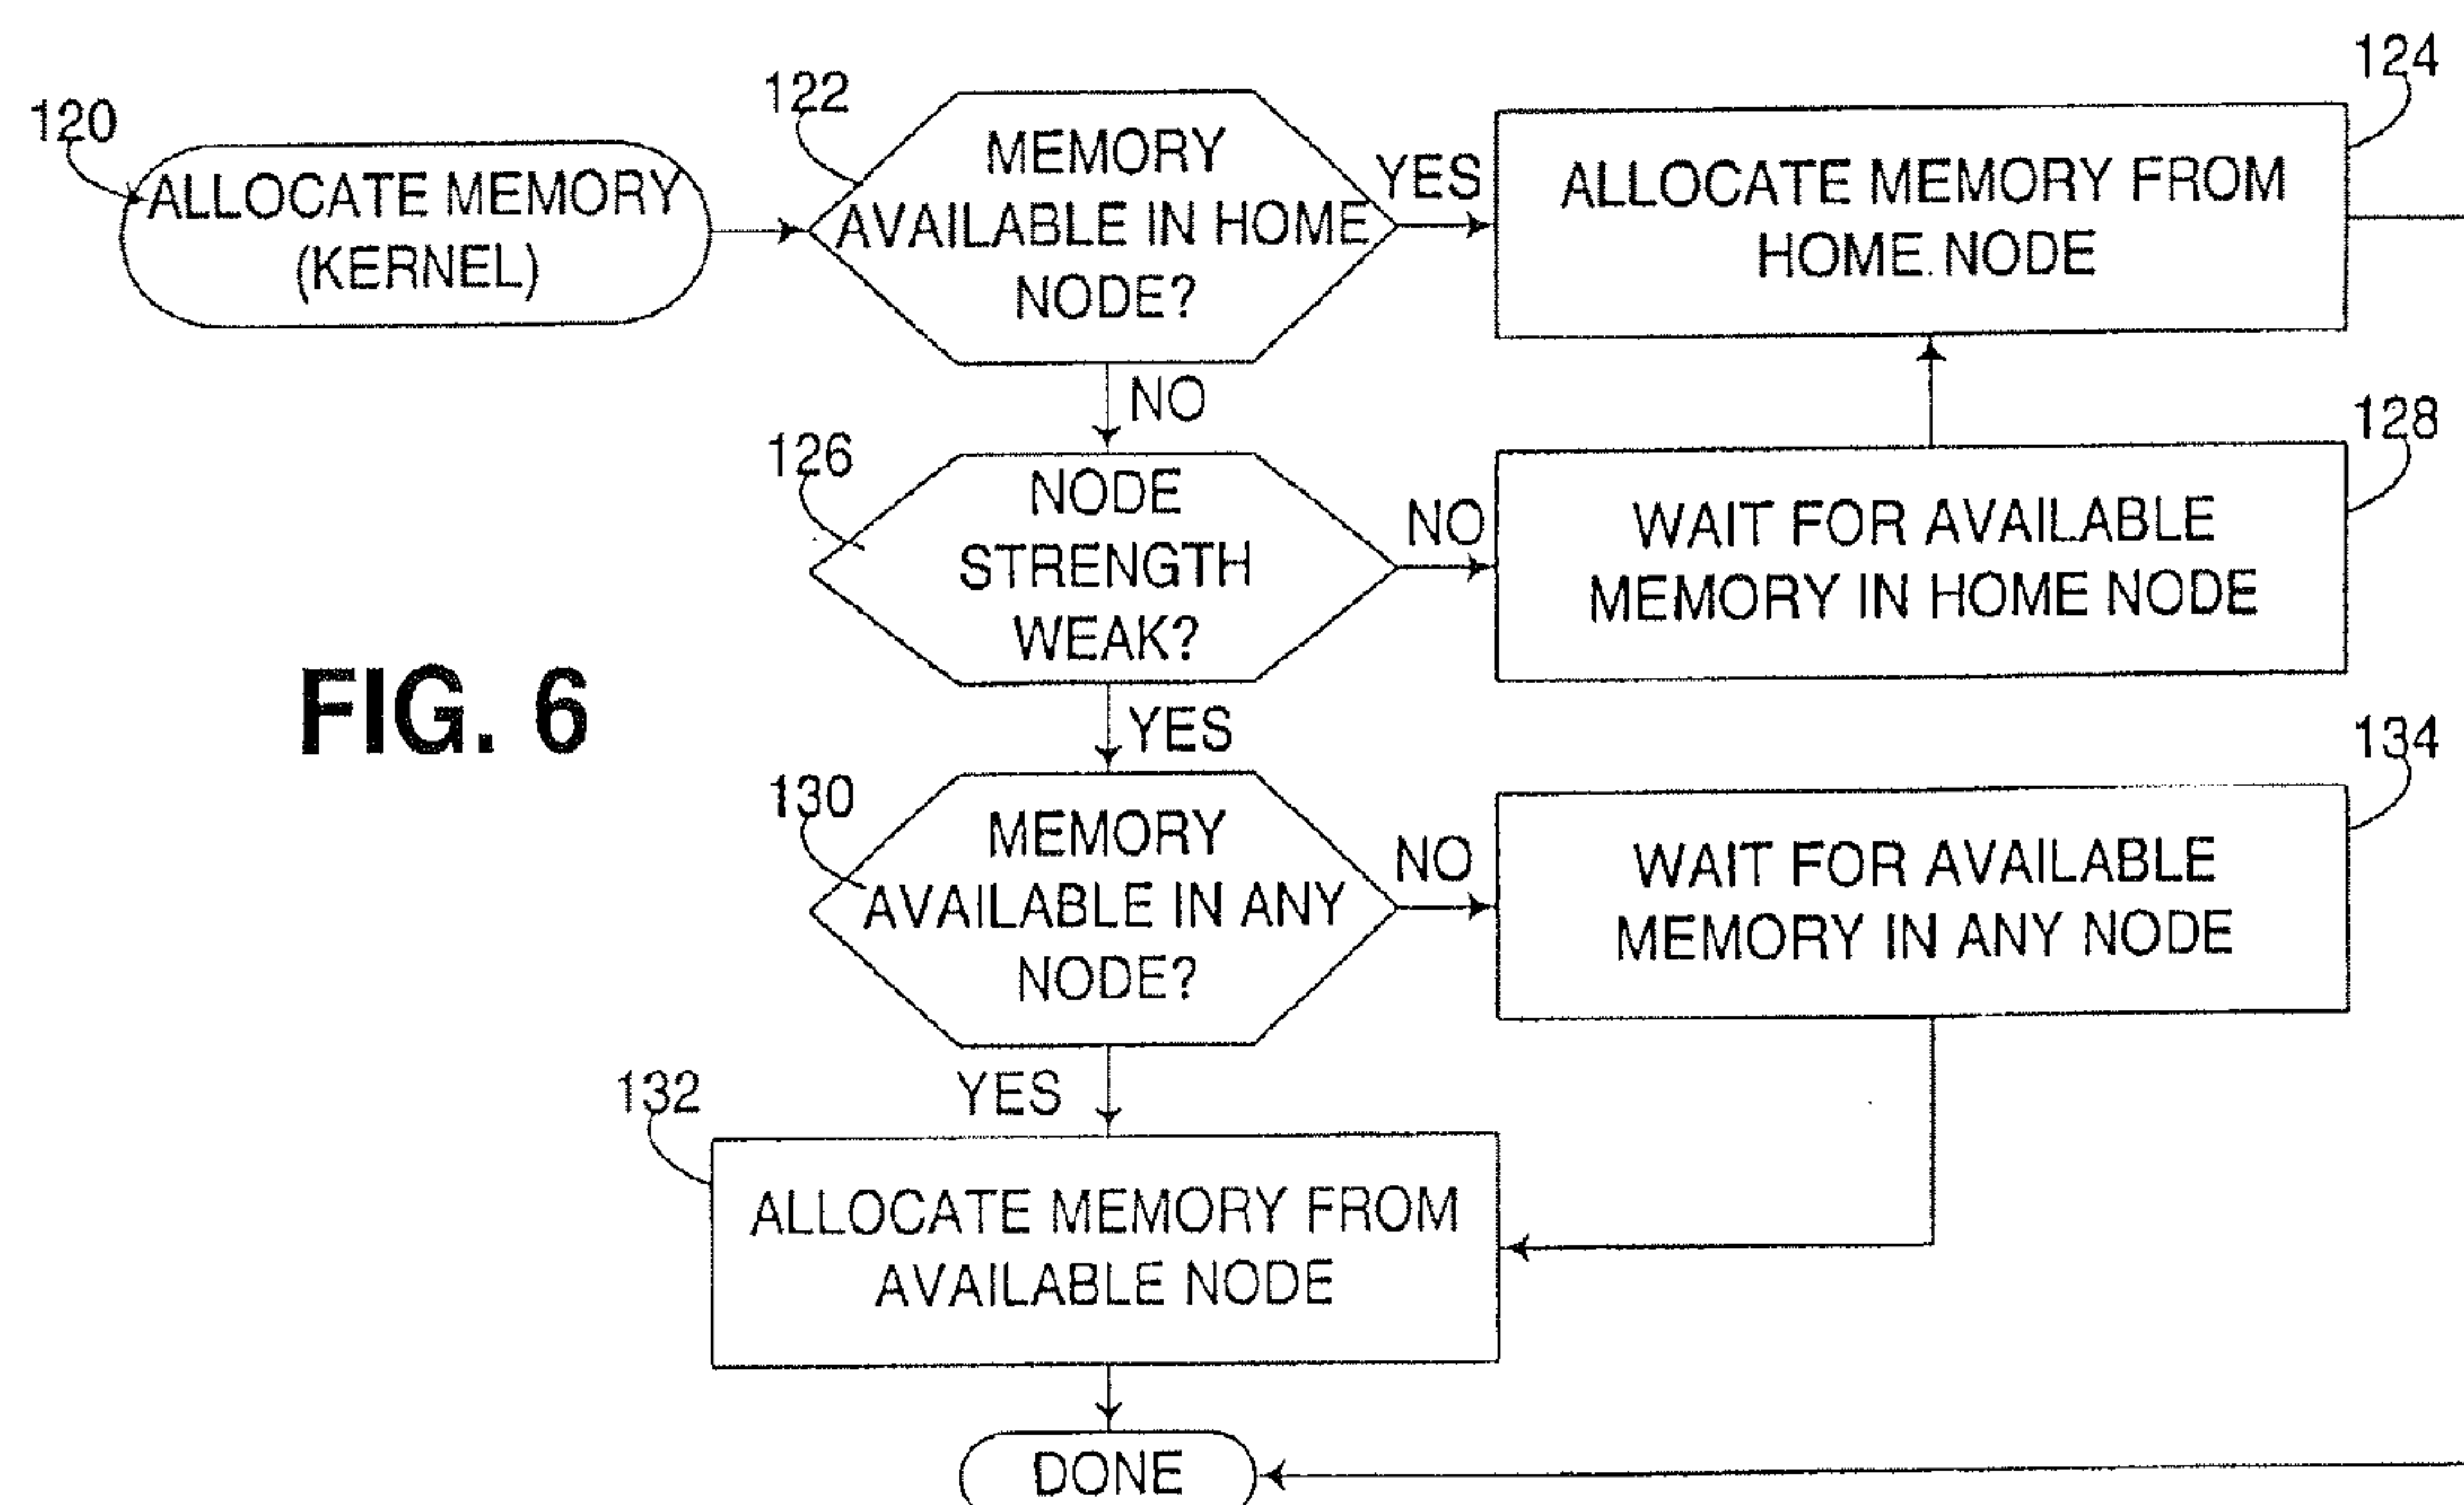 120
ALLOCATE MEMORY
(KERNEL)
122
MEMORY
AVAILABLE IN HOME
NODE?
YES
124
ALLOCATE MEMORY FROM
HOME NODE
NO
126
NODE
STRENGTH
WEAK?
NO
128
WAIT FOR AVAILABLE
MEMORY IN HOME NODE
FIG. 6
YES
130
MEMORY
AVAILABLE IN ANY
NODE?
NO
134
WAIT FOR AVAILABLE
MEMORY IN ANY NODE
YES
132
ALLOCATE MEMORY FROM
AVAILABLE NODE
DONE